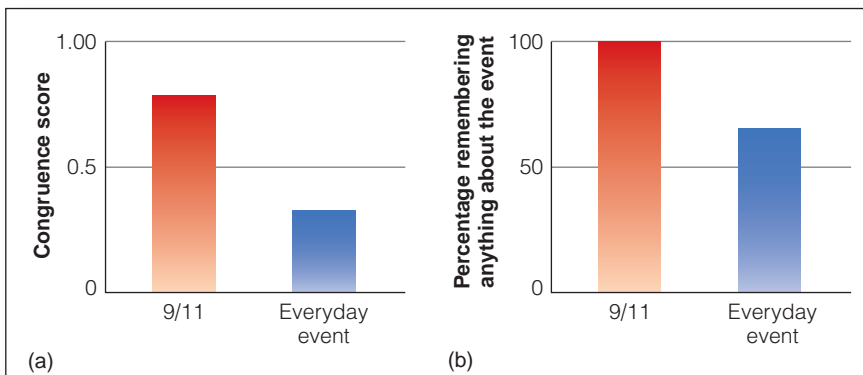 Congruence score
1.00
0.5
0
9/11
Everyday
event
(a)
Percentage remembering
anything about the event
100
50
0
9/11
Everyday
event
(b)